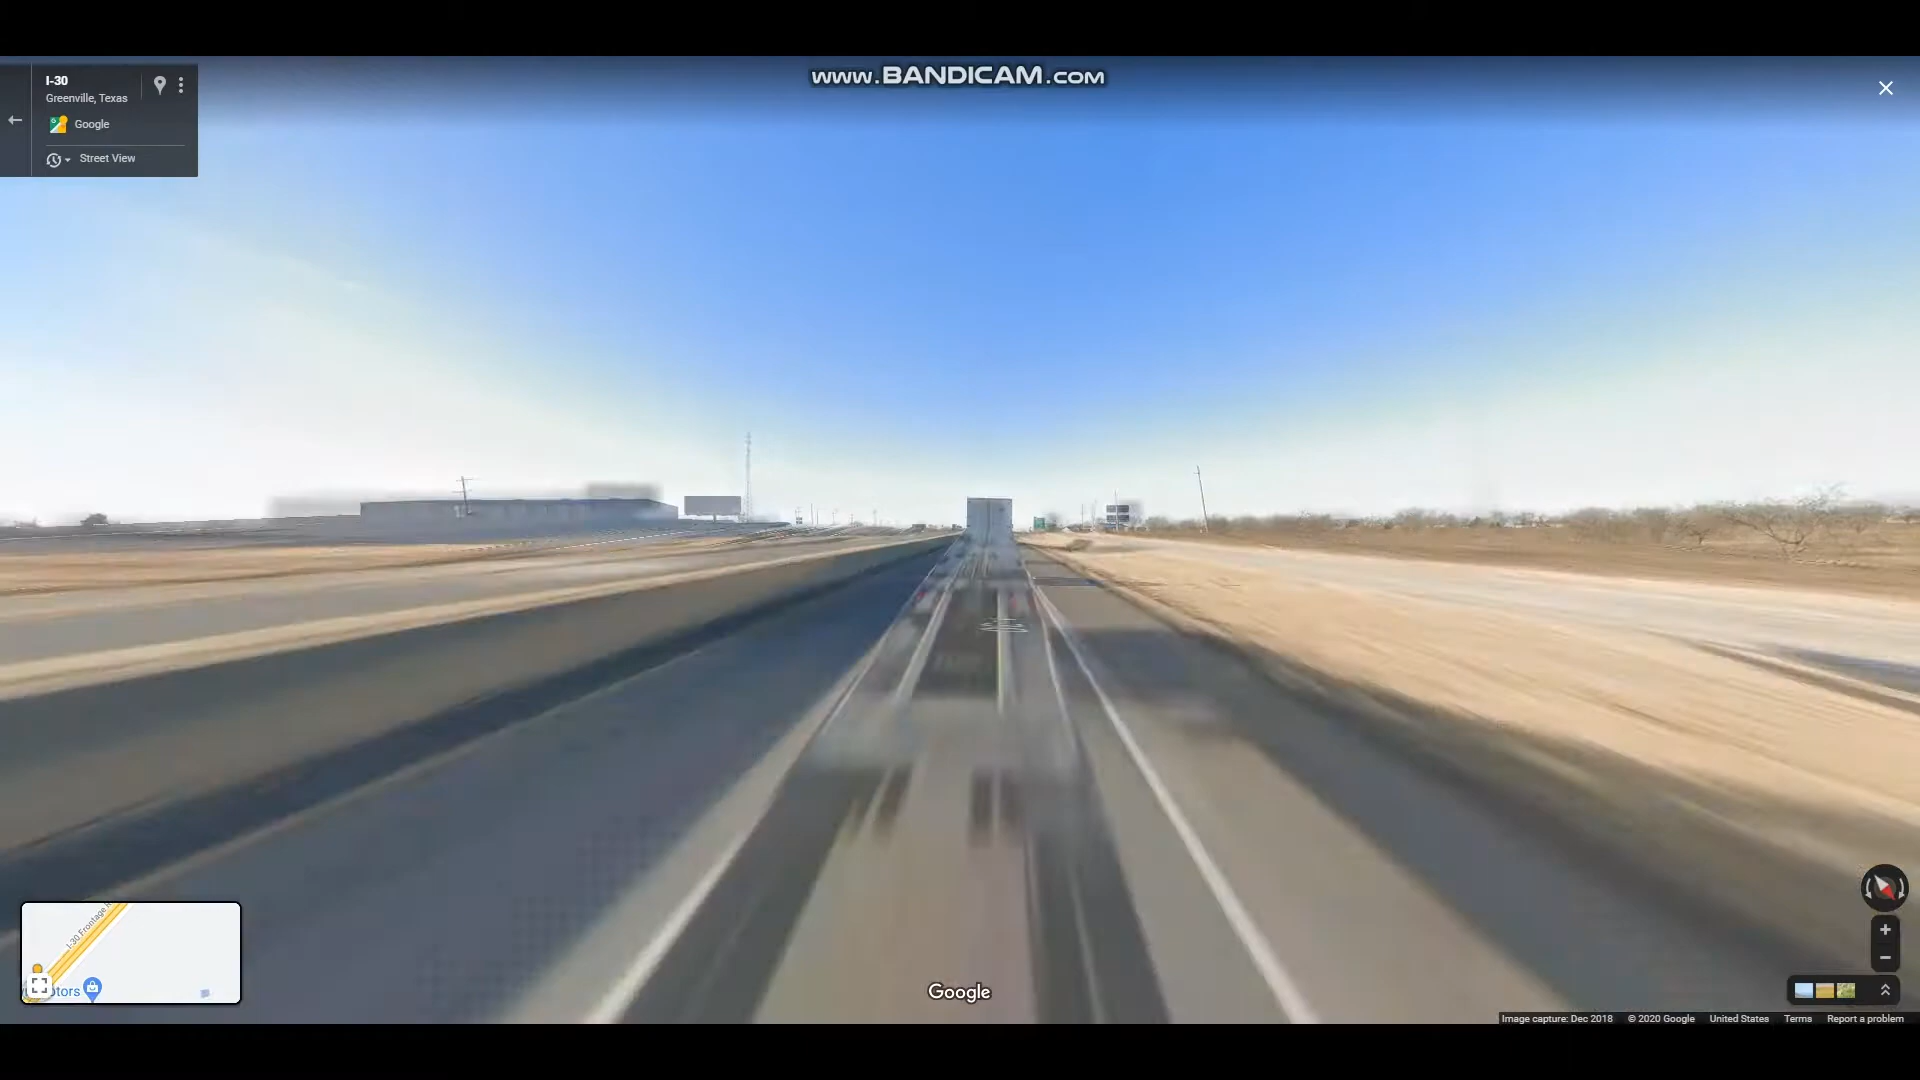 www.BANDICAM.com
I-30
Greenville, Texas
Google
Street View
I-30 Frontage R
otors
Google
Image capture: Dec 2018 © 2020 Google United States Terms Report a problem